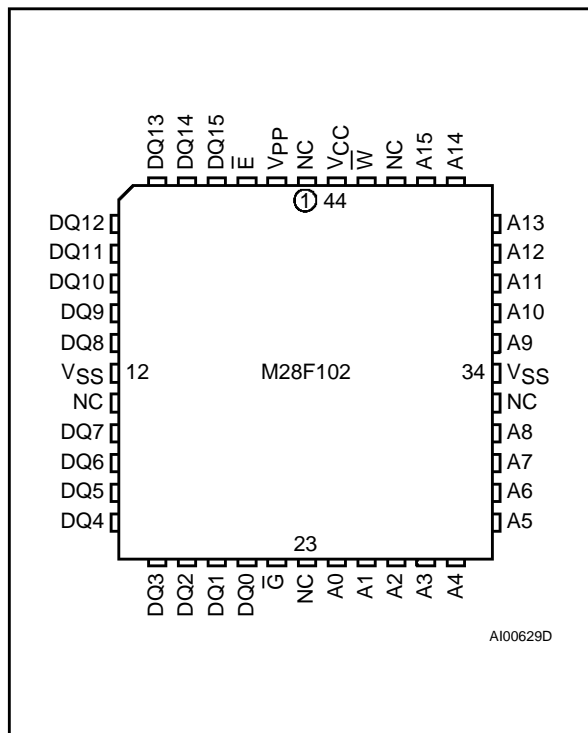 DQ13
DQ14
DQ15
E
VPP
NC
VCC
W
NC
A15
A14
1
44
DQ12
A13
DQ11
A12
DQ10
A11
DQ9
A10
DQ8
A9
VSS
12
M28F102
34
VSS
NC
NC
DQ7
A8
DQ6
A7
DQ5
A6
DQ4
A5
23
DQ3
DQ2
DQ1
DQ0
G
NC
A0
A1
A2
A3
A4
AI00629D